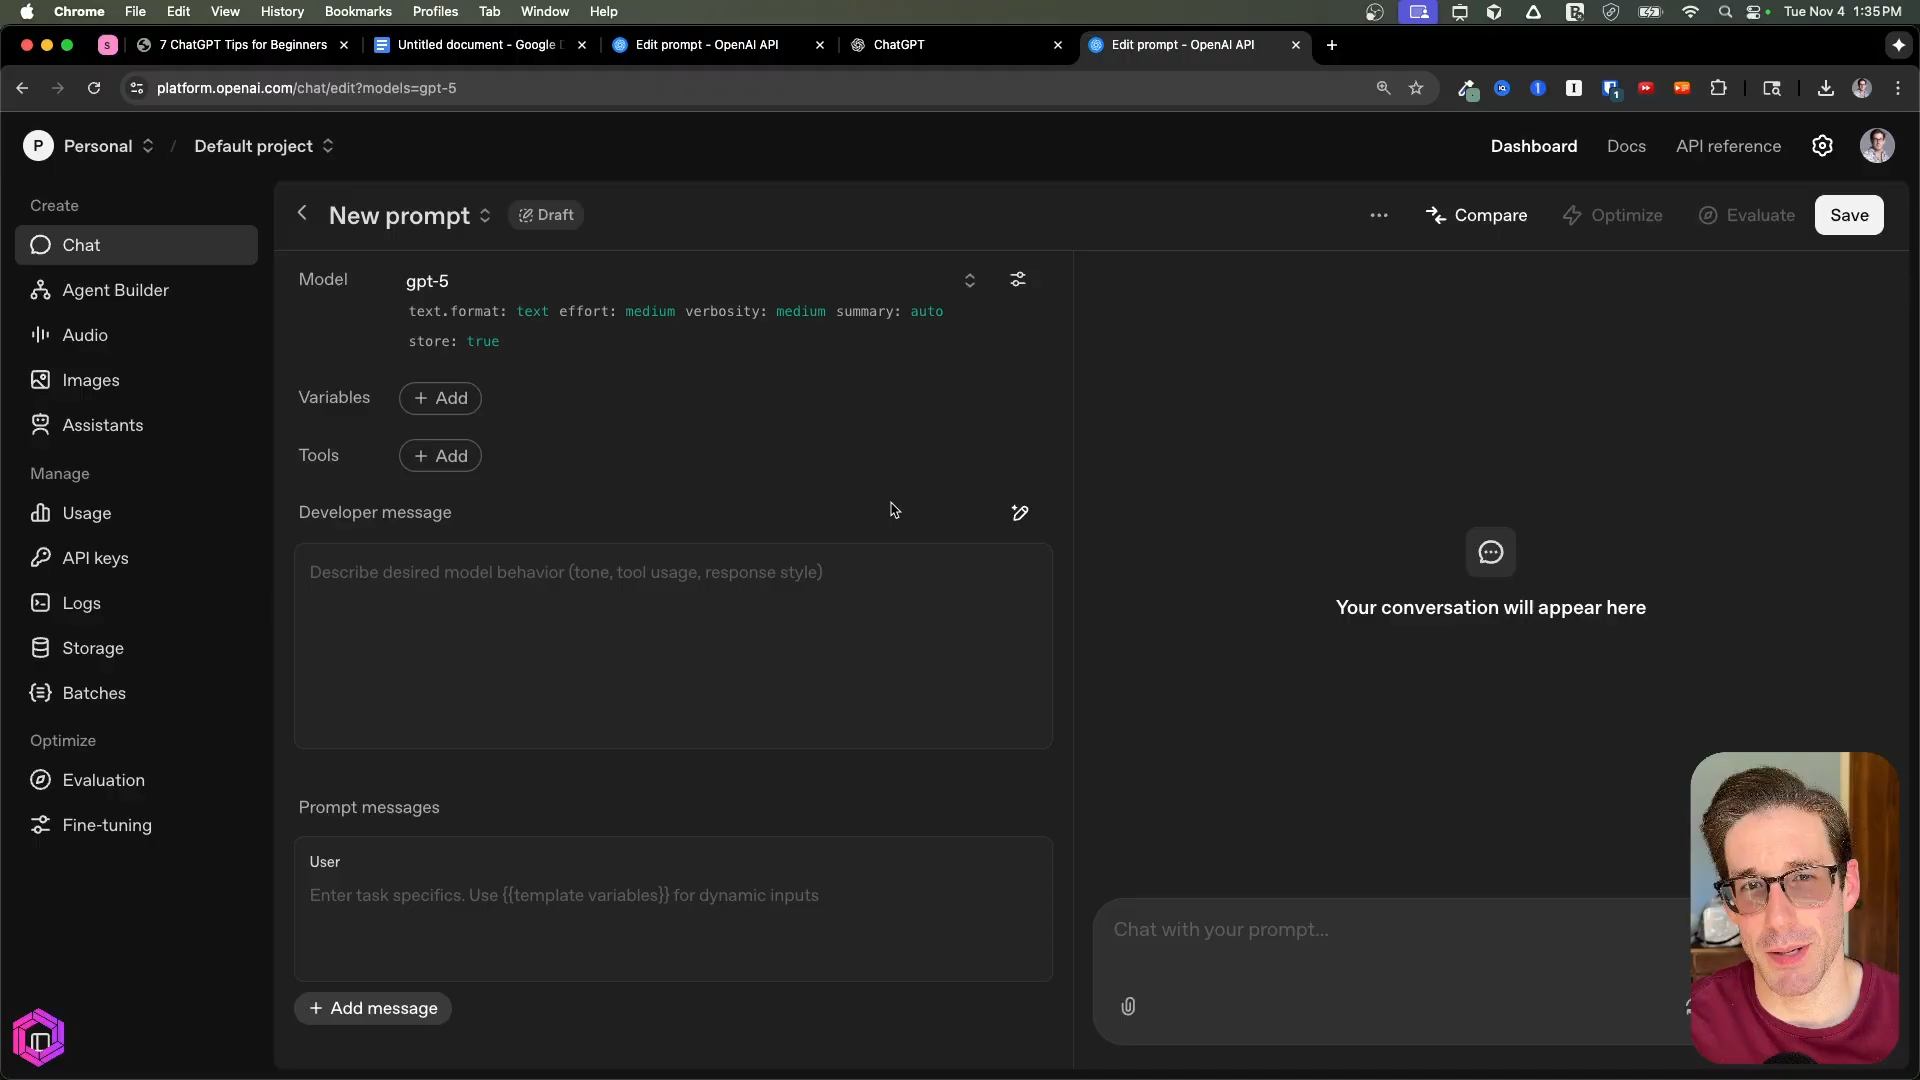 Chrome File Edit View History Bookmarks Profiles Tab Window Help Tue Nov 4 1:35 PM
S 7 ChatGPT Tips for Beginners Untitled document - Google Edit prompt - OpenAI API ChatGPT Edit prompt - OpenAI API
platform.openai.com/chat/edit?models=gpt-5
P Personal / Default project Dashboard Docs API reference
Create
Chat
Agent Builder
Audio
Images
Assistants
Manage
Usage
API keys
Logs
Storage
Batches
Optimize
Evaluation
Fine-tuning
New prompt Draft ... Compare Optimize Evaluate Save
Model gpt-5
text.format: text effort: medium verbosity: medium summary: auto
store: true
Variables + Add
Tools + Add
Developer message
Describe desired model behavior (tone, tool usage, response style)
Prompt messages
User
Enter task specifics. Use {{template variables}} for dynamic inputs
+ Add message
Your conversation will appear here
Chat with your prompt...